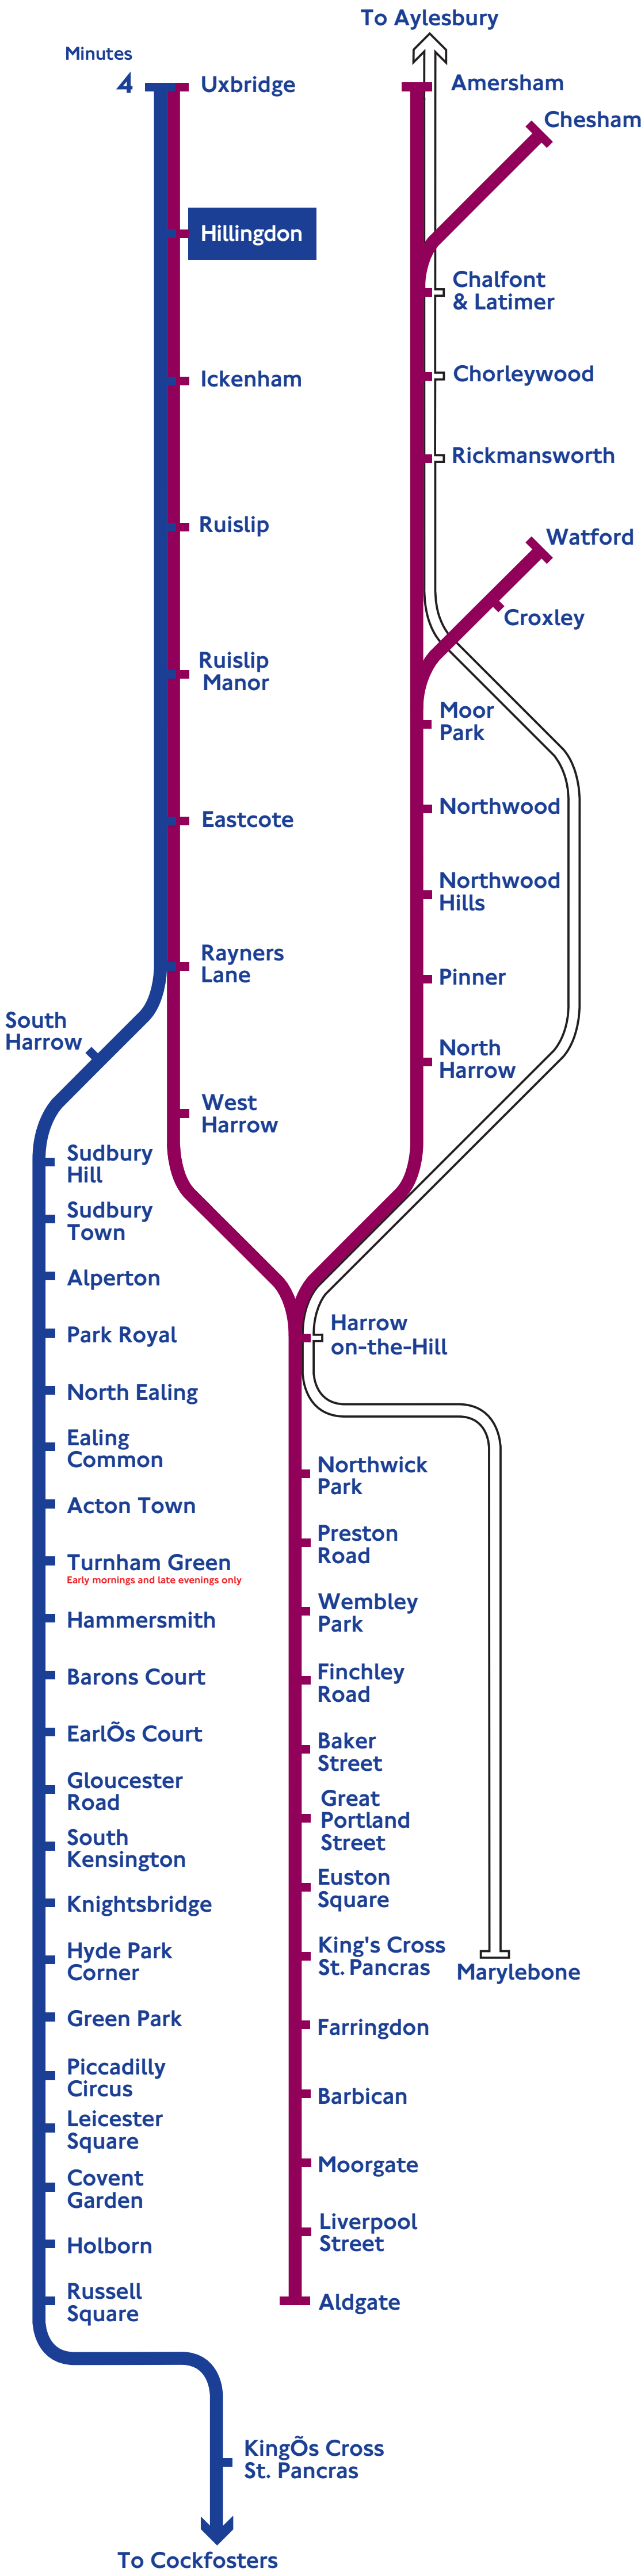 To Aylesbury
Minutes
4
Uxbridge
Amersham
Chesham
Hillingdon
Chalfont
& Latimer
Ickenham
Chorleywood
Rickmansworth
Ruislip
Watford
Croxley
Ruislip
Manor
Moor
Park
Eastcote
Northwood
Northwood
Hills
Rayners
Lane
Pinner
South
Harrow
North
Harrow
West
Harrow
Sudbury
Hill
Sudbury
Town
Alperton
Park Royal
Harrow
on-the-Hill
North Ealing
Ealing
Common
Northwick
Park
Acton Town
Preston
Road
Turnham Green
Early mornings and late evenings only
Hammersmith
Wembley
Park
Barons Court
Finchley
Road
EarlÕs Court
Baker
Street
Gloucester
Road
Great
Portland
Street
South
Kensington
Euston
Square
Knightsbridge
Hyde Park
Corner
King's Cross
St. Pancras
Marylebone
Green Park
Farringdon
Piccadilly
Circus
Barbican
Leicester
Square
Moorgate
Covent
Garden
Liverpool
Street
Holborn
Russell
Square
Aldgate
KingÕs Cross
St. Pancras
To Cockfosters